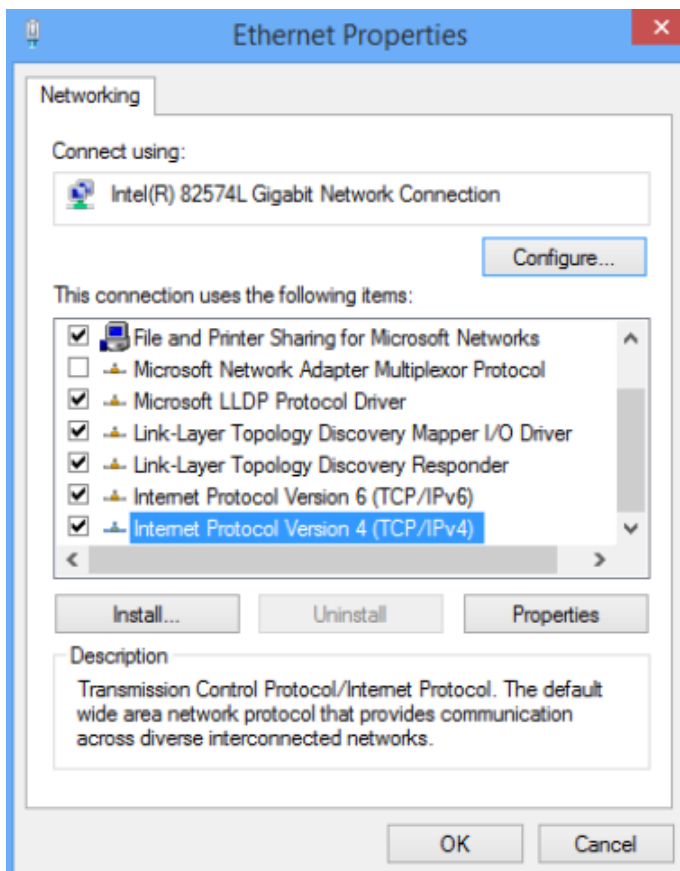 Ethernet Properties
Networking
Connect using:
Intel(R) 82574L Gigabit Network Connection
Configure...
This connection uses the following items:
File and Printer Sharing for Microsoft Networks
Microsoft Network Adapter Multiplexor Protocol
Microsoft LLDP Protocol Driver
Link-Layer Topology Discovery Mapper I/O Driver
Link-Layer Topology Discovery Responder
Internet Protocol Version 6 (TCP/IPv6)
Internet Protocol Version 4 (TCP/IPv4)
Install...
Uninstall
Properties
Description
Transmission Control Protocol/Internet Protocol. The default
wide area network protocol that provides communication
across diverse interconnected networks.
OK
Cancel